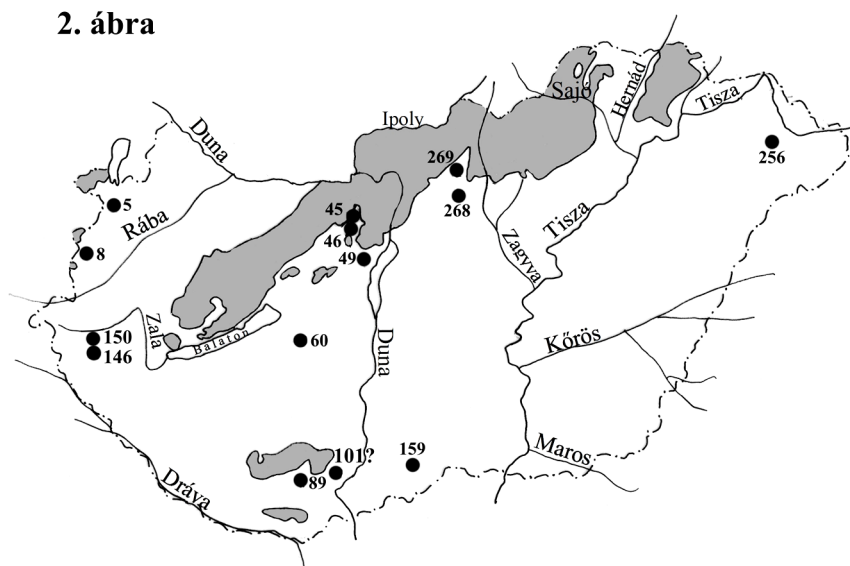 2. ábra
Sajó
Hernád
Tisza
Ipoly
Duna
269
256
5
Rába
45
268
46
Tisza
8
49
Zagyva
Zala
150
Balaton
60
Duna
Kőrös
146
101?
159
Maros
89
Dráva